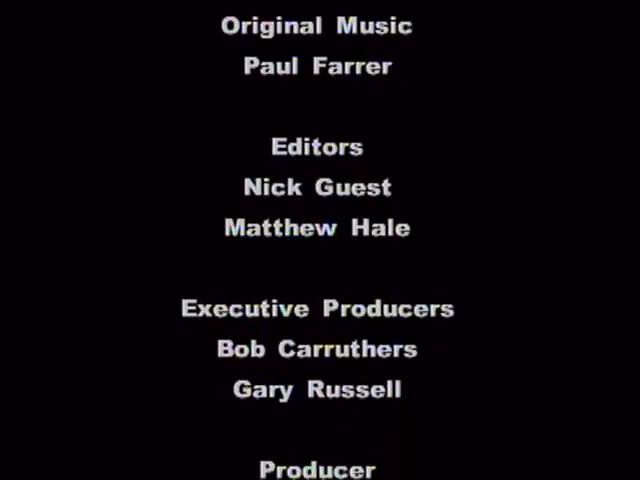 Original Music
Paul Farrer
Editors
Nick Guest
Matthew Hale
Executive Producers
Bob Carruthers
Gary Russell
Producer